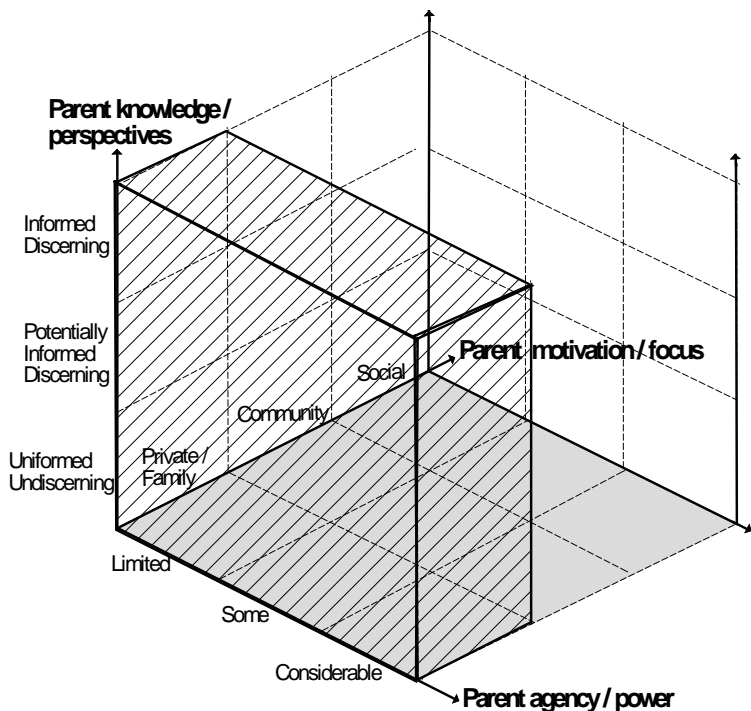 Parent knowledge /
perspectives
Informed
Discerning
Potentially
Informed
Discerning
Parent motivation / focus
Social
Community
Private /
Family
Uniformed
Undiscerning
Limited
Some
Considerable
Parent agency / power